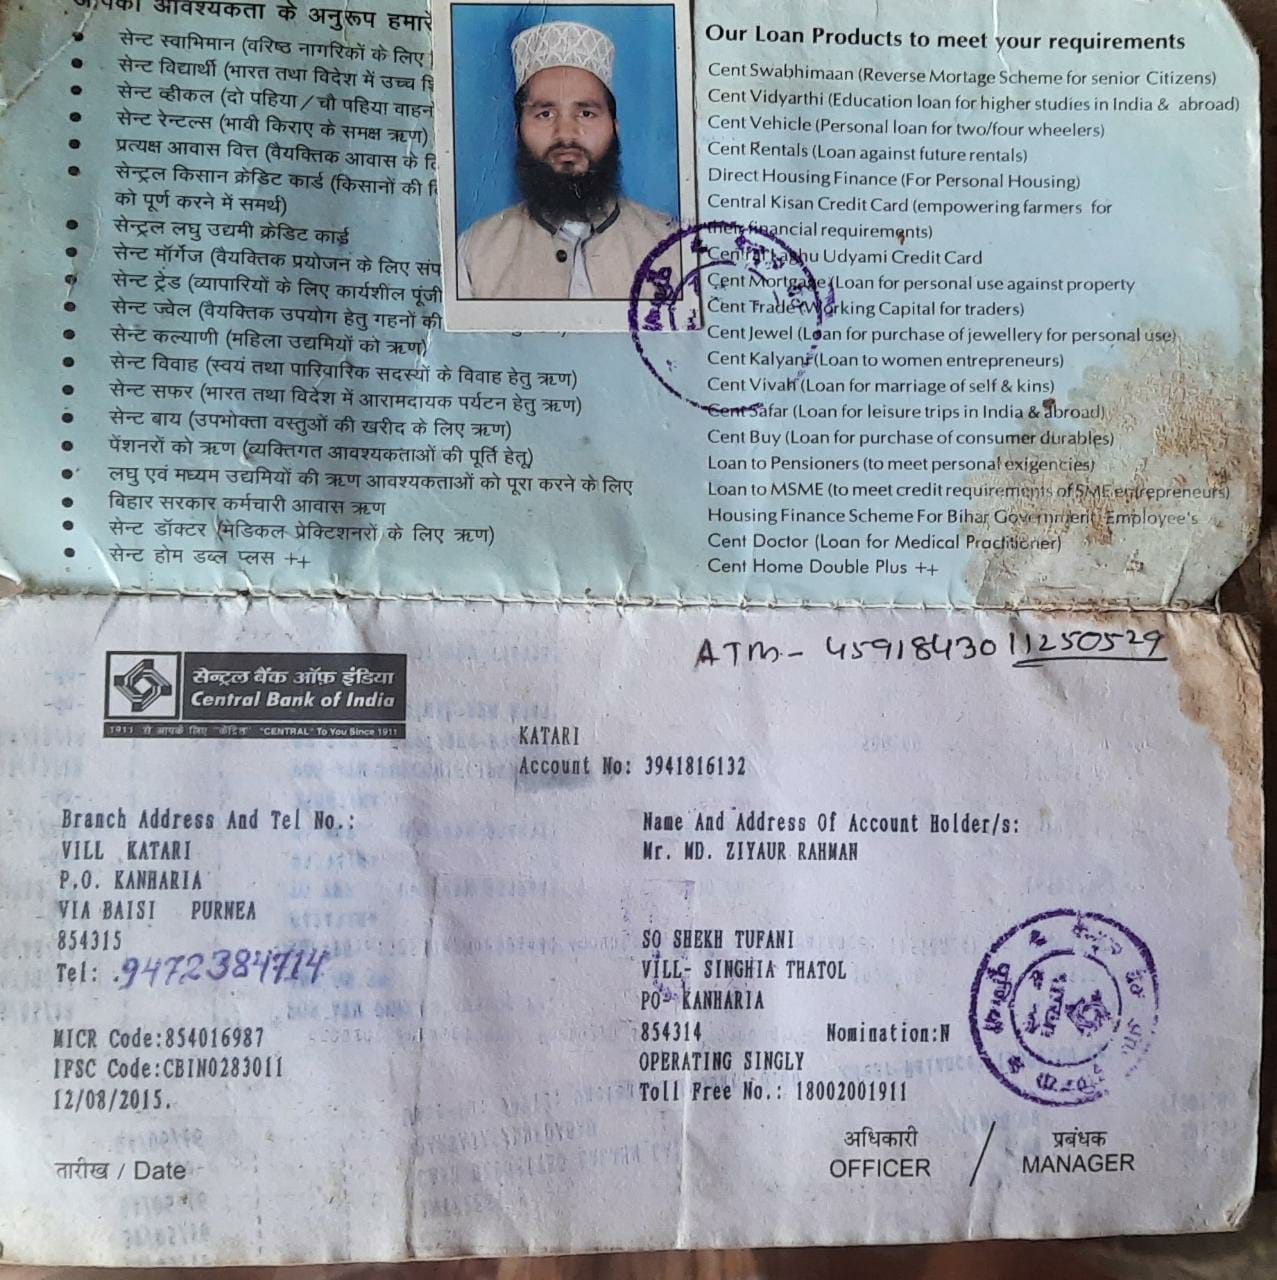 आवश्यकता के अनुरूप हमारे
सेन्ट स्वाभिमान (वरिष्ठ नागरिकों के लिए
सेन्ट विद्यार्थी (भारत तथा विदेश में उच्च
सेन्ट व्हीकल (दो पहिया / चौ पहिया वाहन
सेन्ट रेन्टल्स (भावी किराए के समक्ष ऋण)
प्रत्यक्ष आवास वित्त (वैयक्तिक आवास के
सेन्ट्रल किसान क्रेडिट कार्ड (किसानों की
को पूर्ण करने में समर्थ)
सेन्ट्रल लघु उद्यमी क्रेडिट कार्ड
सेन्ट मॉर्गेज (वैयक्तिक प्रयोजन के लिए
सेन्ट ट्रेड (व्यापारियों के लिए कार्यशील पूंजी
सेन्ट ज्वेल (वैयक्तिक उपयोग हेतु गहनों की
सेन्ट कल्याणी (महिला उद्यमियों को ऋण)
सेन्ट विवाह (स्वयं तथा पारिवारिक सदस्यों के विवाह हेतु ऋण)
सेन्ट सफर (भारत तथा विदेश में आरामदायक पर्यटन हेतु ऋण)
सेन्ट बाय (उपभोक्ता वस्तुओं की खरीद के लिए ऋण)
पेंशनरों को ऋण (व्यक्तिगत आवश्यकताओं की पूर्ति हेतू)
लघु एवं मध्यम उद्यमियों की ऋण आवश्यकताओं को पूरा करने के लिए
बिहार सरकार कर्मचारी आवास ऋण
सेन्ट डॉक्टर (मेडिकल प्रेक्टिशनरों के लिए ऋण)
सेन्ट होम डब्ल प्लस ++
Our Loan Products to meet your requirements
Cent Swabhimaan (Reverse Mortage Scheme for senior Citizens)
Cent Vidyarthi (Education loan for higher studies in India & abroad)
Cent Vehicle (Personal loan for two/four wheelers)
Cent Rentals (Loan against future rentals)
Direct Housing Finance (For Personal Housing)
Central Kisan Credit Card (empowering farmers for
their financial requirements)
Central Laghu Udyami Credit Card
Cent Mortgage (Loan for personal use against property
Cent Trade (Working Capital for traders)
Cent Jewel (Loan for purchase of jewellery for personal use)
Cent Kalyani (Loan to women entrepreneurs)
Cent Vivah (Loan for marriage of self & kins)
Cent Safar (Loan for leisure trips in India & abroad)
Cent Buy (Loan for purchase of consumer durables)
Loan to Pensioners (to meet personal exigencies)
Loan to MSME (to meet credit requirements of SME entrepreneurs)
Housing Finance Scheme For Bihar Government Employee's
Cent Doctor (Loan for Medical Practitioner)
Cent Home Double Plus ++
ATM - 4591843011250529
सेन्ट्रल बैंक ऑफ़ इंडिया
Central Bank of India
1911 से आपके लिए "केंद्रित" "CENTRAL" To You Since 1911
KATARI
Account No: 3941816132
Branch Address And Tel No.:
VILL KATARI
P.O. KANHARIA
VIA BAISI PURNEA
854315
Tel: 9472384714
MICR Code:854016987
IFSC Code:CBIN0283011
12/08/2015.
तारीख / Date
Name And Address Of Account Holder/s:
Mr. MD. ZIYAUR RAHMAN
SO SHEKH TUFANI
VILL- SINGHIA THATOL
PO- KANHARIA
854314 Nomination:N
OPERATING SINGLY
Toll Free No.: 18002001911
अधिकारी / प्रबंधक
OFFICER / MANAGER